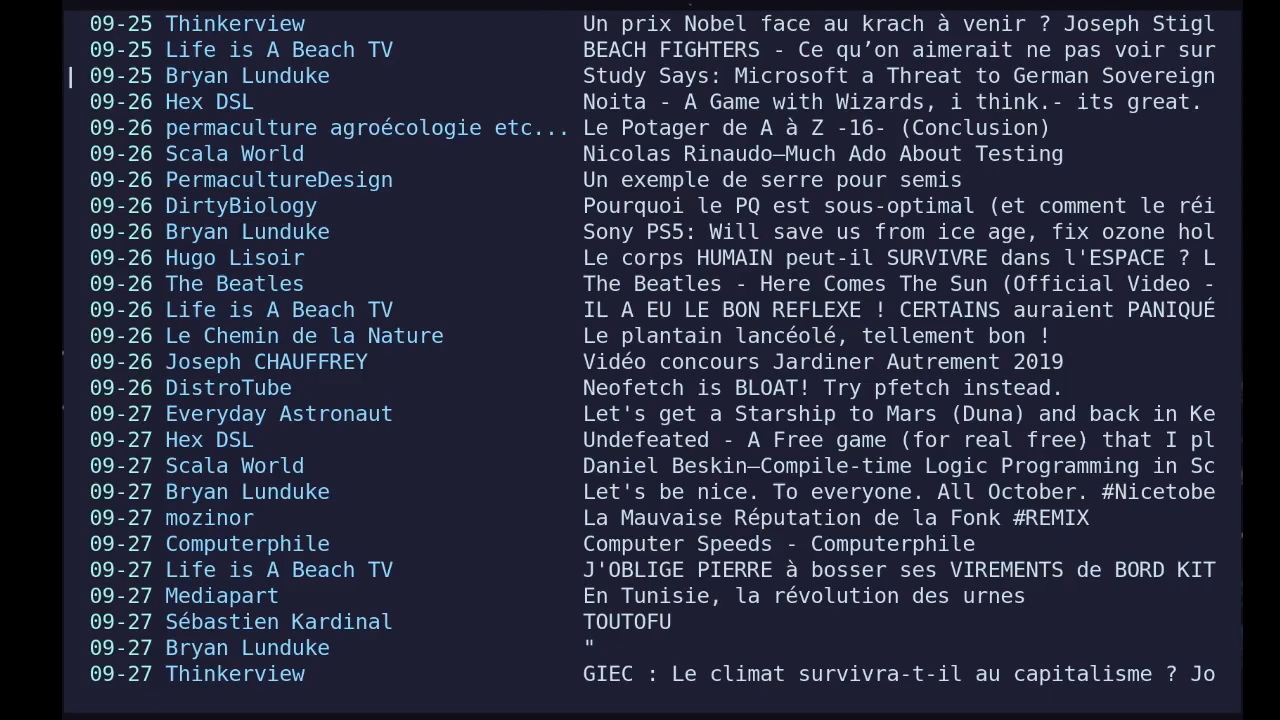 09-25 Thinkerview Un prix Nobel face au krach à venir ? Joseph Stigl
09-25 Life is A Beach TV BEACH FIGHTERS - Ce qu’on aimerait ne pas voir sur
09-25 Bryan Lunduke Study Says: Microsoft a Threat to German Sovereign
09-26 Hex DSL Noita - A Game with Wizards, i think.- its great.
09-26 permaculture agroécologie etc... Le Potager de A à Z -16- (Conclusion)
09-26 Scala World Nicolas Rinaudo—Much Ado About Testing
09-26 PermacultureDesign Un exemple de serre pour semis
09-26 DirtyBiology Pourquoi le PQ est sous-optimal (et comment le réi
09-26 Bryan Lunduke Sony PS5: Will save us from ice age, fix ozone hol
09-26 Hugo Lisoir Le corps HUMAIN peut-il SURVIVRE dans l'ESPACE ? L
09-26 The Beatles The Beatles - Here Comes The Sun (Official Video -
09-26 Life is A Beach TV IL A EU LE BON REFLEXE ! CERTAINS auraient PANIQUÉ
09-26 Le Chemin de la Nature Le plantain lancéolé, tellement bon !
09-26 Joseph CHAUFFREY Vidéo concours Jardiner Autrement 2019
09-26 DistroTube Neofetch is BLOAT! Try pfetch instead.
09-27 Everyday Astronaut Let's get a Starship to Mars (Duna) and back in Ke
09-27 Hex DSL Undefeated - A Free game (for real free) that I pl
09-27 Scala World Daniel Beskin—Compile-time Logic Programming in Sc
09-27 Bryan Lunduke Let's be nice. To everyone. All October. #Nicetobe
09-27 mozinor La Mauvaise Réputation de la Fonk #REMIX
09-27 Computerphile Computer Speeds - Computerphile
09-27 Life is A Beach TV J'OBLIGE PIERRE à bosser ses VIREMENTS de BORD KIT
09-27 Mediapart En Tunisie, la révolution des urnes
09-27 Sébastien Kardinal TOUTOFU
09-27 Bryan Lunduke "
09-27 Thinkerview GIEC : Le climat survivra-t-il au capitalisme ? Jo